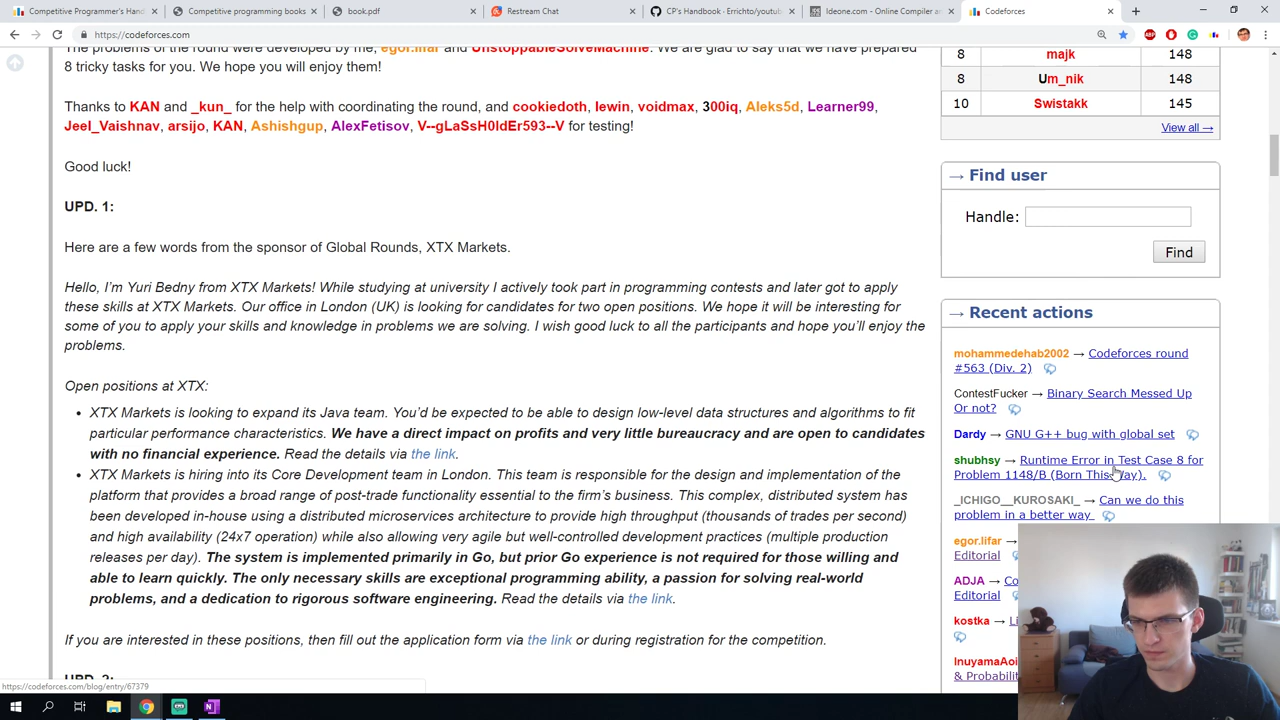 Competitive Programmer's Hand
Competitive programming books
book.pdf
Restream Chat
CP's Handbook · Errichto/youtub
Ideone.com - Online Compiler a
Codeforces
https://codeforces.com
The problems of the round were developed by me, egor.lifar and UnstoppableSolveMachine. We are glad to say that we have prepared
8 tricky tasks for you. We hope you will enjoy them!
Thanks to KAN and _kun_ for the help with coordinating the round, and cookiedoth, lewin, voidmax, 300iq, Aleks5d, Learner99,
Jeel_Vaishnav, arsijo, KAN, Ashishgup, AlexFetisov, V--gLaSsH0ldEr593--V for testing!
Good luck!
UPD. 1:
Here are a few words from the sponsor of Global Rounds, XTX Markets.
Hello, I'm Yuri Bedny from XTX Markets! While studying at university I actively took part in programming contests and later got to apply
these skills at XTX Markets. Our office in London (UK) is looking for candidates for two open positions. We hope it will be interesting for
some of you to apply your skills and knowledge in problems we are solving. I wish good luck to all the participants and hope you'll enjoy the
problems.
Open positions at XTX:
• XTX Markets is looking to expand its Java team. You'd be expected to be able to design low-level data structures and algorithms to fit
particular performance characteristics. We have a direct impact on profits and very little bureaucracy and are open to candidates
with no financial experience. Read the details via the link.
• XTX Markets is hiring into its Core Development team in London. This team is responsible for the design and implementation of the
platform that provides a broad range of post-trade functionality essential to the firm's business. This complex, distributed system has
been developed in-house using a distributed microservices architecture to provide high throughput (thousands of trades per second)
and high availability (24x7 operation) while also allowing very agile but well-controlled development practices (multiple production
releases per day). The system is implemented primarily in Go, but prior Go experience is not required for those willing and
able to learn quickly. The only necessary skills are exceptional programming ability, a passion for solving real-world
problems, and a dedication to rigorous software engineering. Read the details via the link.
If you are interested in these positions, then fill out the application form via the link or during registration for the competition.
UPD. 2:
https://codeforces.com/blog/entry/67379
8 majk 148
8 Um_nik 148
10 Swistakk 145
View all →
→ Find user
Handle:
Find
→ Recent actions
mohammedehab2002 → Codeforces round
#563 (Div. 2)
ContestFucker → Binary Search Messed Up
Or not?
Dardy → GNU G++ bug with global set
shubhsy → Runtime Error in Test Case 8 for
Problem 1148/B (Born This Way).
_ICHIGO__KUROSAKI_ → Can we do this
problem in a better way
egor.lifar
Editorial
ADJA → Co
Editorial
kostka → Li
InuyamaAoi
& Probabilit